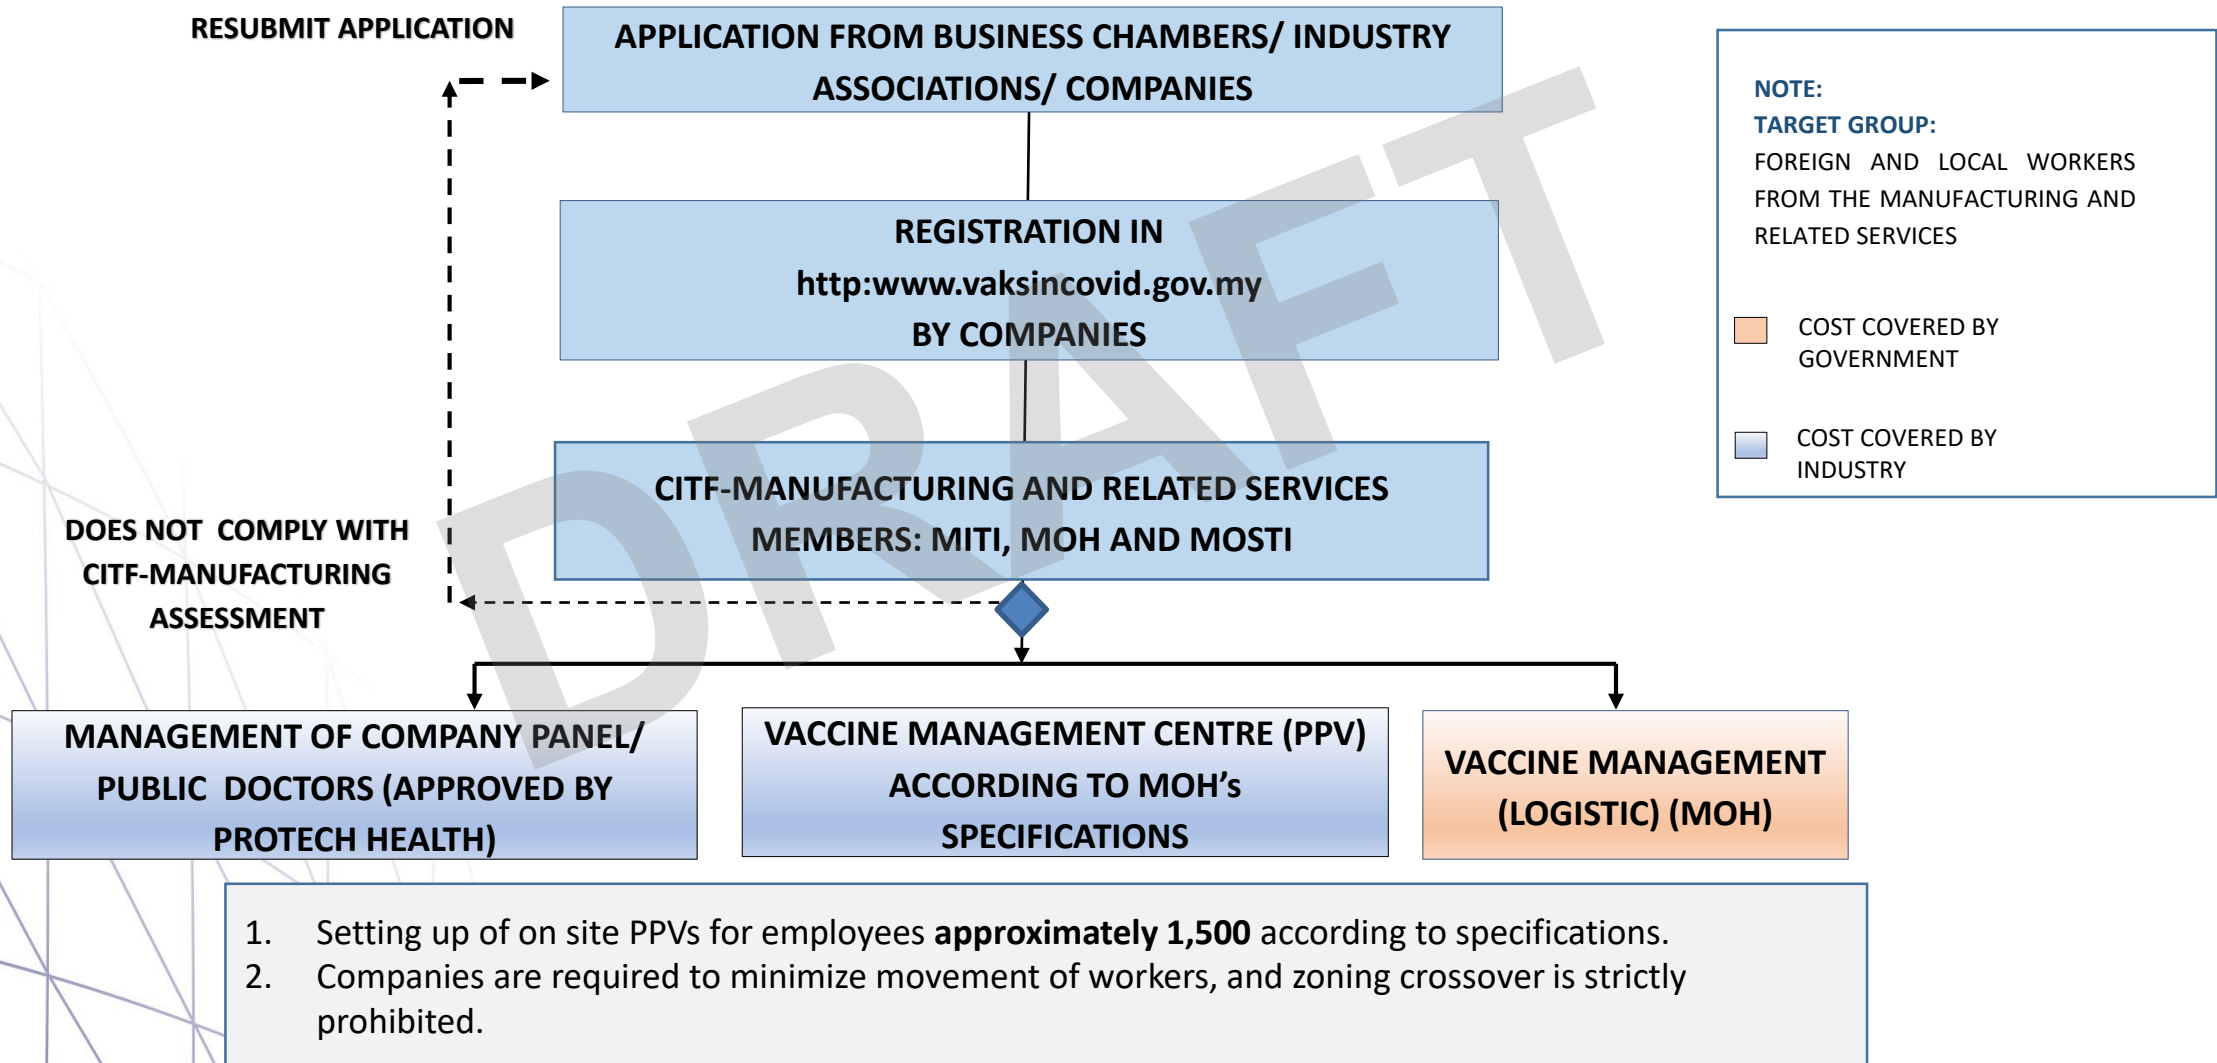 RESUBMIT APPLICATION
APPLICATION FROM BUSINESS CHAMBERS/ INDUSTRY
ASSOCIATIONS/ COMPANIES
NOTE:
TARGET GROUP:
FOREIGN AND LOCAL WORKERS
FROM THE MANUFACTURING AND
RELATED SERVICES
COST COVERED BY
GOVERNMENT
COST COVERED BY
INDUSTRY
REGISTRATION IN
http:www.vaksincovid.gov.my
BY COMPANIES
CITF-MANUFACTURING AND RELATED SERVICES
MEMBERS: MITI, MOH AND MOSTI
DOES NOT COMPLY WITH
CITF-MANUFACTURING
ASSESSMENT
DRAFT
MANAGEMENT OF COMPANY PANEL/
PUBLIC DOCTORS (APPROVED BY
PROTECH HEALTH)
VACCINE MANAGEMENT CENTRE (PPV)
ACCORDING TO MOH's
SPECIFICATIONS
VACCINE MANAGEMENT
(LOGISTIC) (MOH)
1. Setting up of on site PPVs for employees approximately 1,500 according to specifications.
2. Companies are required to minimize movement of workers, and zoning crossover is strictly
prohibited.